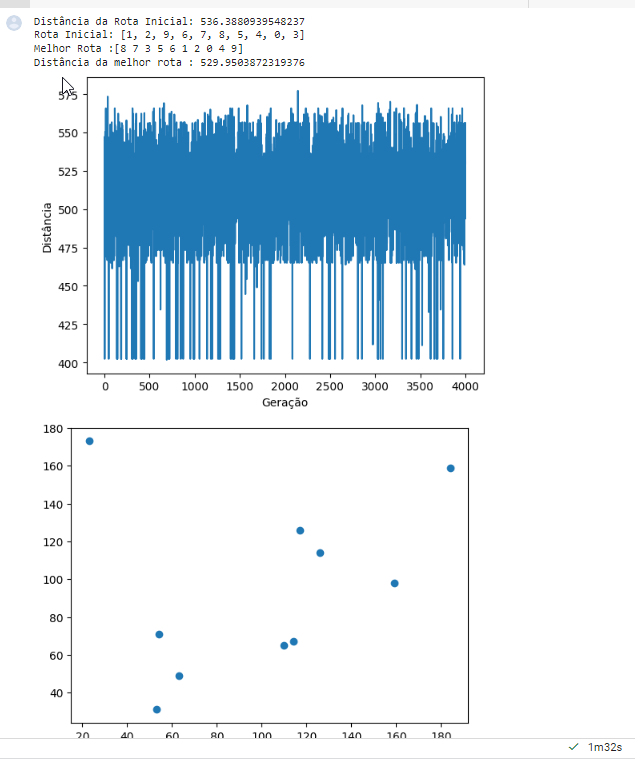 Distância da Rota Inicial: 536.3880939548237
Rota Inicial: [1, 2, 9, 6, 7, 8, 5, 4, 0, 3]
Melhor Rota :[8 7 3 5 6 1 2 0 4 9]
Distância da melhor rota : 529.9503872319376
575
550
525
500
475
450
425
400
Distância
0 500 1000 1500 2000 2500 3000 3500 4000
Geração
180
160
140
120
100
80
60
40
20 40 60 80 100 120 140 160 180
1m32s